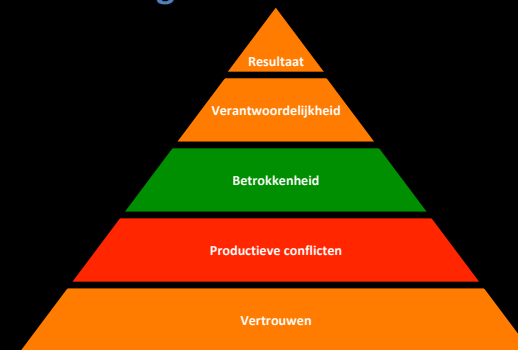 Resultaat
Verantwoordelijkheid
Betrokkenheid
Productieve conflicten
Vertrouwen